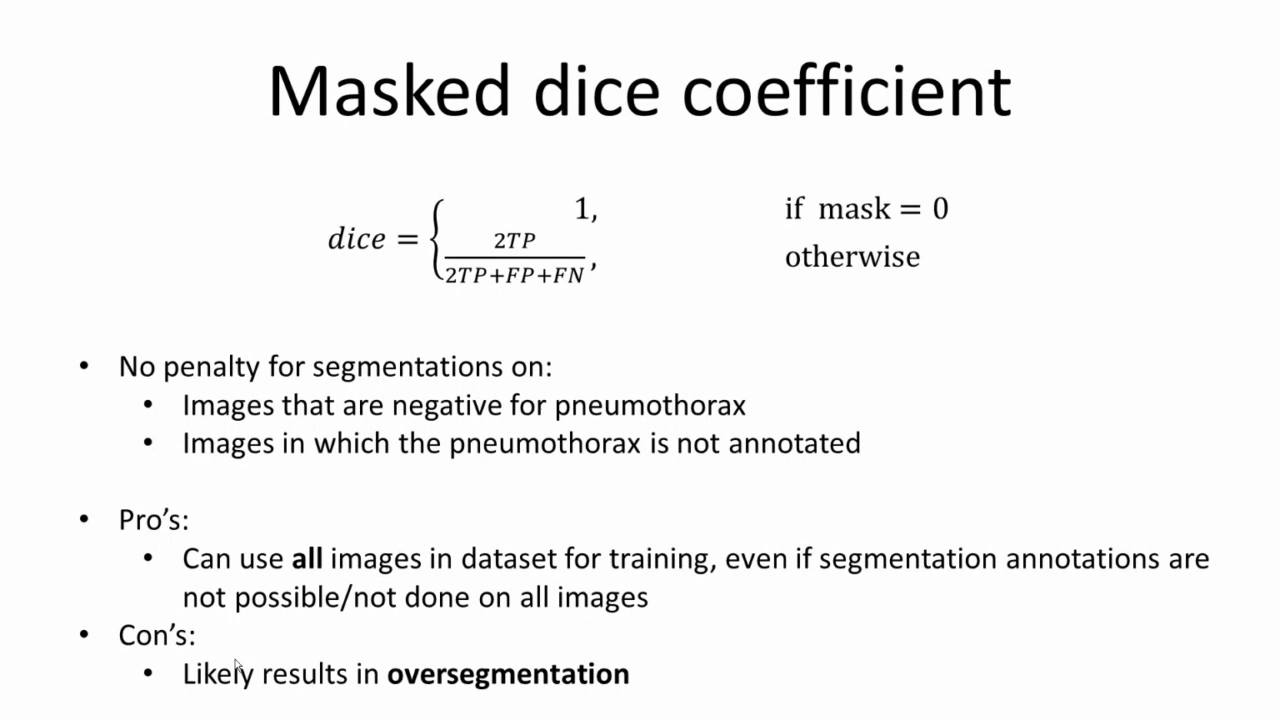 Masked dice coefficient
dice = { 1, if mask = 0
2TP/2TP+FP+FN, otherwise
• No penalty for segmentations on:
• Images that are negative for pneumothorax
• Images in which the pneumothorax is not annotated
• Pro’s:
• Can use all images in dataset for training, even if segmentation annotations are
not possible/not done on all images
• Con’s:
• Likely results in oversegmentation